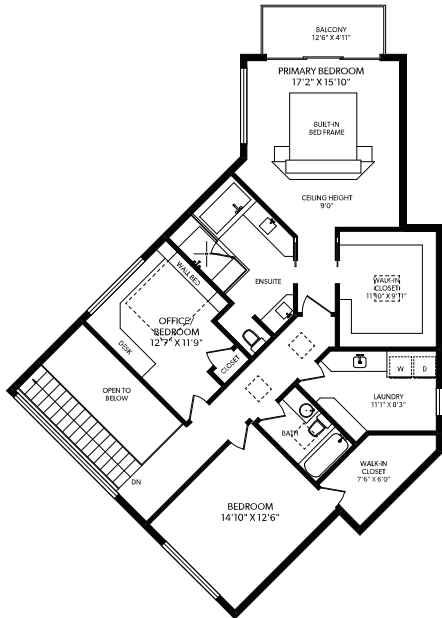 BALCONY
12'6" X 4'11"
PRIMARY BEDROOM
17'2" X 15'10"
BUILT-IN
BED FRAME
CEILING HEIGHT
9'0"
WALK-IN
CLOSET
11'10" X 9'11"
ENSUITE
WALL BED
OFFICE/
BEDROOM
12'7" X 11'9"
DESK
CLOSET
W
D
LAUNDRY
11'1" X 8'3"
OPEN TO
BELOW
BATH
WALK-IN
CLOSET
7'6" X 6'0"
DN
BEDROOM
14'10" X 12'6"